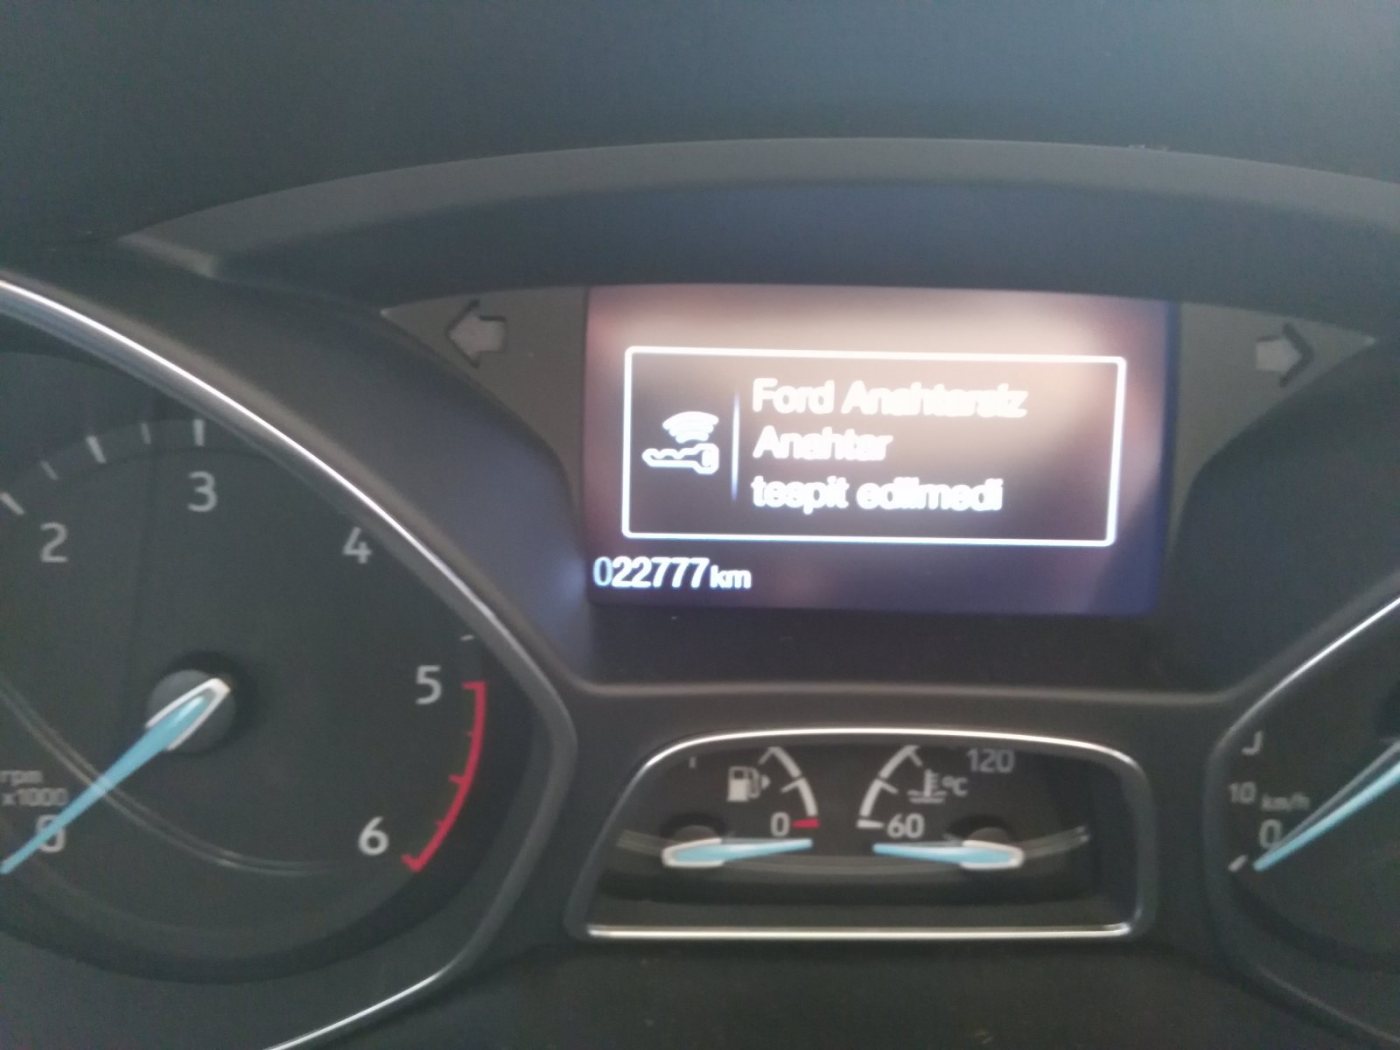 Ford Anahtarsız
Anahtar
tespit edilmedi
022777 km
2
3
4
5
6
rpm
x1000
0
0
60
120
°C
10
km/h
0